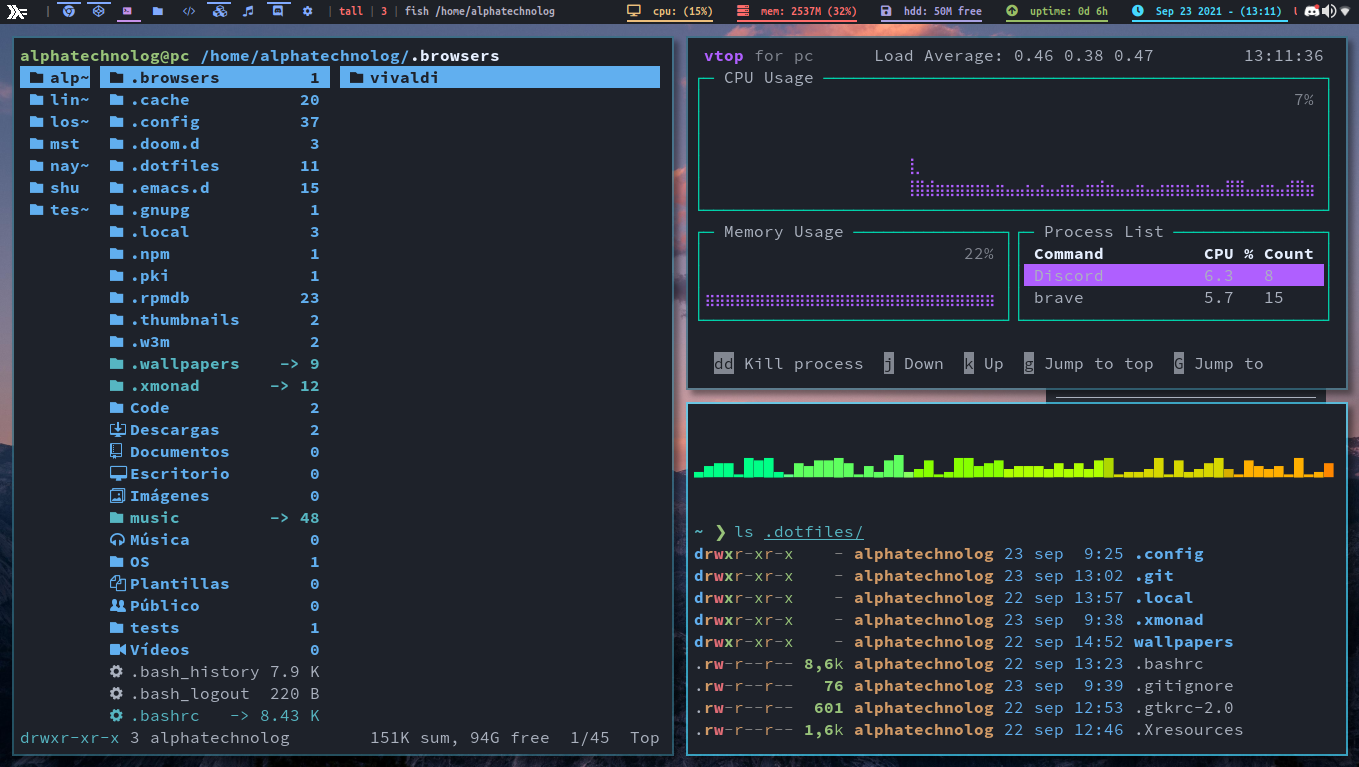 | tall | 3 | fish /home/alphatechnolog cpu: (15%) mem: 2537M (32%) hdd: 50M free uptime: 0d 6h Sep 23 2021 - (13:11)
alphatechnolog@pc /home/alphatechnolog/.browsers
alp~ .browsers 1 vivaldi
lin~ .cache 20
los~ .config 37
mst .doom.d 3
nay~ .dotfiles 11
shu .emacs.d 15
tes~ .gnupg 1
.local 3
.npm 1
.pki 1
.rpmdb 23
.thumbnails 2
.w3m 2
.wallpapers -> 9
.xmonad -> 12
Code 2
Descargas 2
Documentos 0
Escritorio 0
Imágenes 0
music -> 48
Música 0
OS 1
Plantillas 0
Público 0
tests 1
Vídeos 0
.bash_history 7.9 K
.bash_logout 220 B
.bashrc -> 8.43 K
drwxr-xr-x 3 alphatechnolog 151K sum, 94G free 1/45 Top
vtop for pc Load Average: 0.46 0.38 0.47 13:11:36
CPU Usage
7%
Memory Usage
22%
Process List
Command CPU % Count
Discord 6.3 8
brave 5.7 15
dd Kill process j Down k Up g Jump to top G Jump to
~ ❯ ls .dotfiles/
drwxr-xr-x - alphatechnolog 23 sep 9:25 .config
drwxr-xr-x - alphatechnolog 23 sep 13:02 .git
drwxr-xr-x - alphatechnolog 22 sep 13:57 .local
drwxr-xr-x - alphatechnolog 23 sep 9:38 .xmonad
drwxr-xr-x - alphatechnolog 22 sep 14:52 wallpapers
.rw-r--r-- 8,6k alphatechnolog 22 sep 13:23 .bashrc
.rw-r--r-- 76 alphatechnolog 23 sep 9:39 .gitignore
.rw-r--r-- 601 alphatechnolog 22 sep 12:53 .gtkrc-2.0
.rw-r--r-- 1,6k alphatechnolog 22 sep 12:46 .Xresources